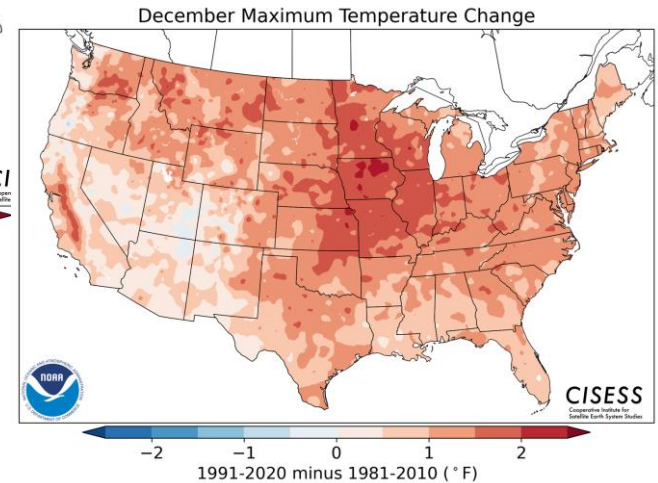 December Maximum Temperature Change
CI
NOAA
CISESS
Cooperative Institute for
Satellite Earth System Studies
−2 −1 0 1 2
1991-2020 minus 1981-2010 (°F)